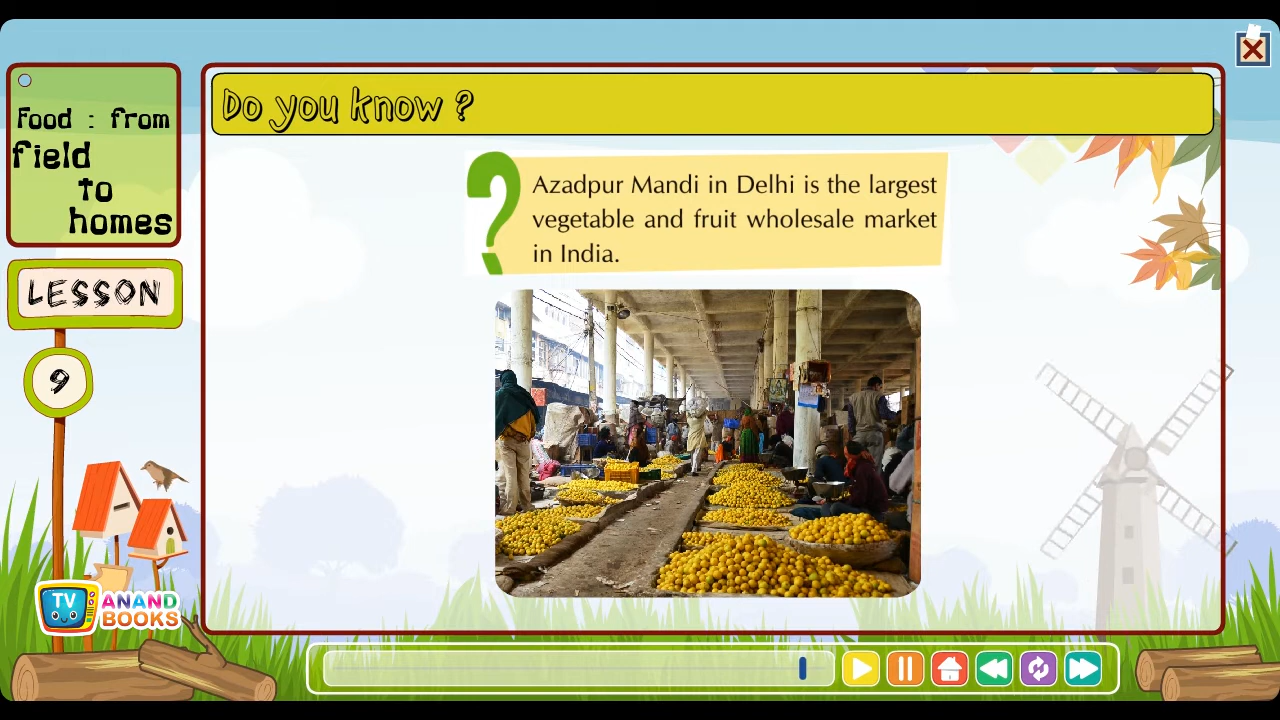 Do you know ?
Food : from
field
to
homes
LESSON
9
Azadpur Mandi in Delhi is the largest
vegetable and fruit wholesale market
in India.
TV
ANAND
BOOKS